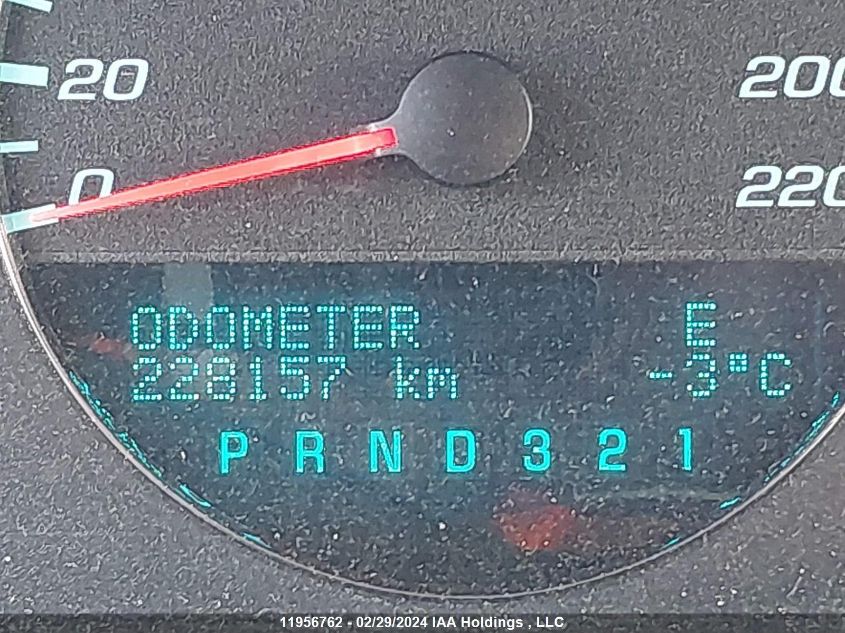 20
200
0
220
ODOMETER E
228157 km -3°C
P R N D 3 2 1
11956762 - 02/29/2024 IAA Holdings , LLC